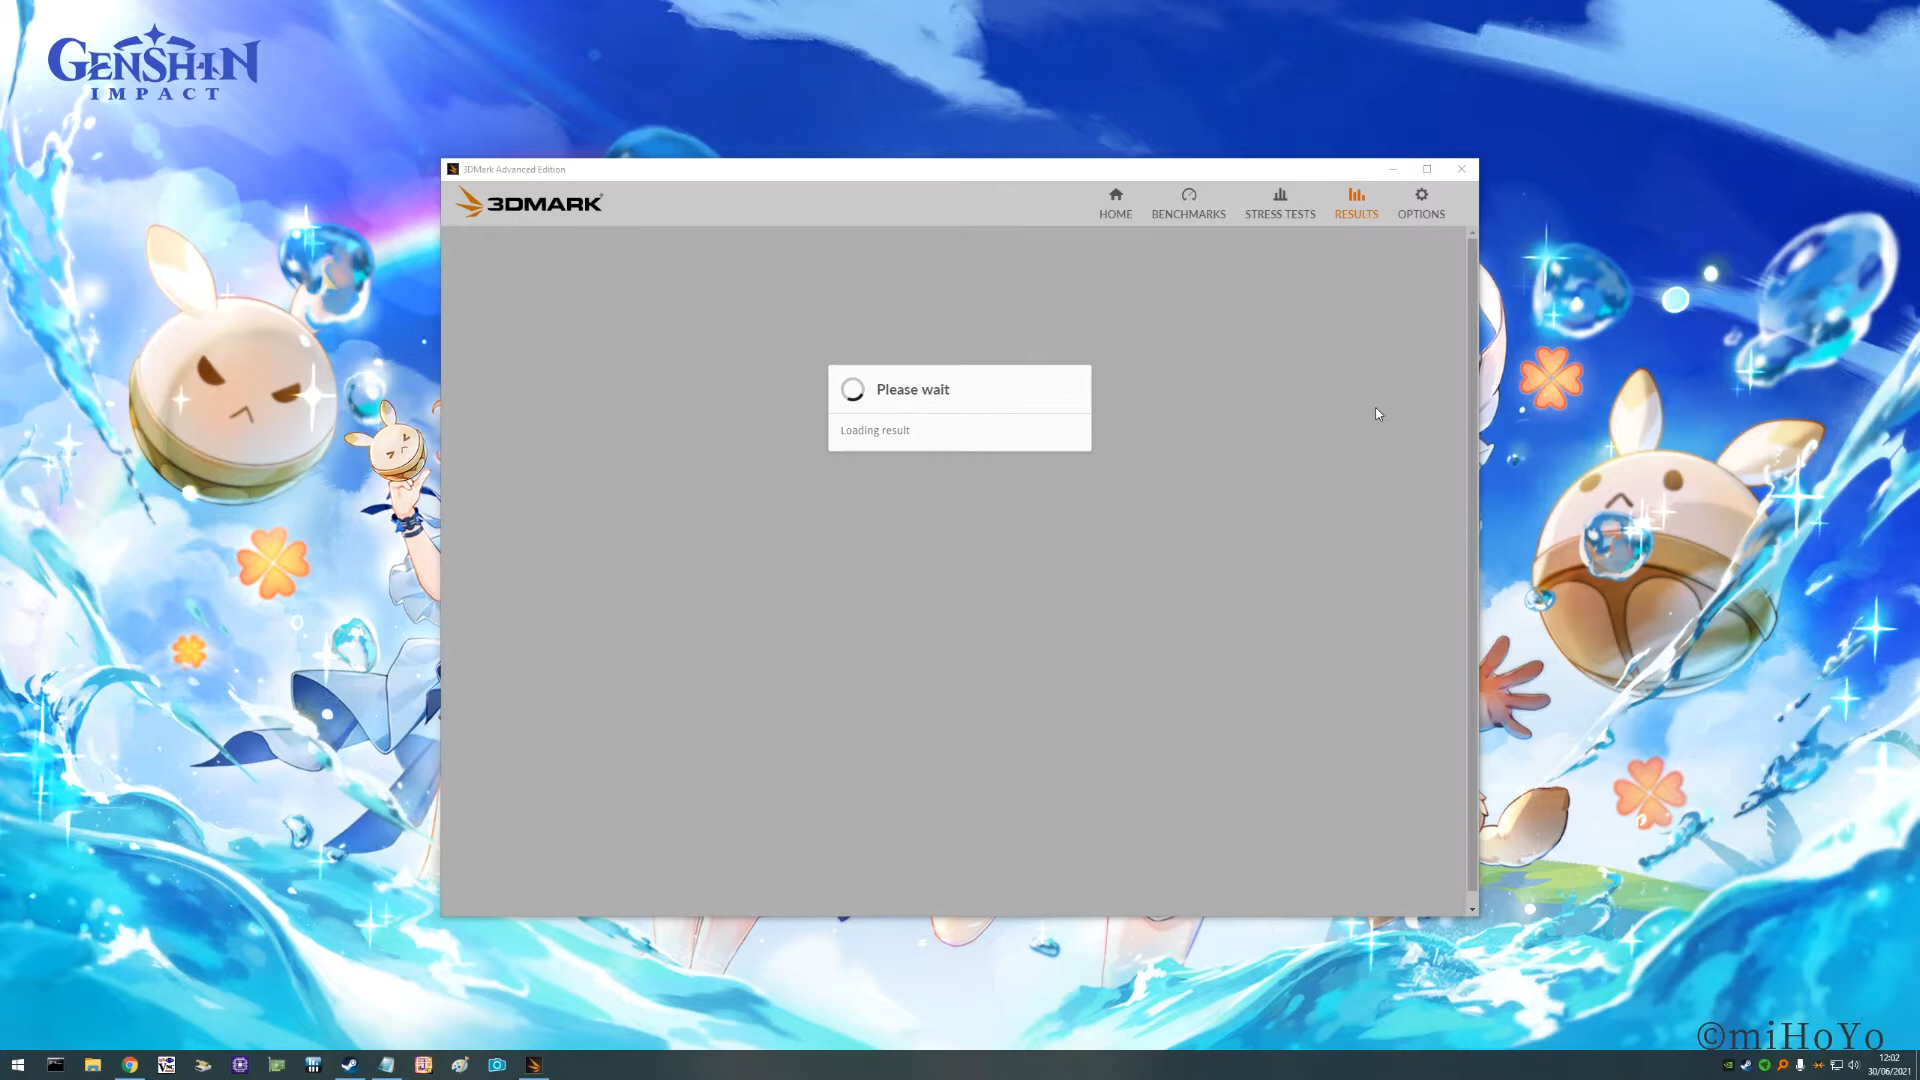 GENSHIN
IMPACT
3DMark Advanced Edition
3DMARK
HOME
BENCHMARKS
STRESS TESTS
RESULTS
OPTIONS
Please wait
Loading result
©miHoYo
12:02
30/06/2021